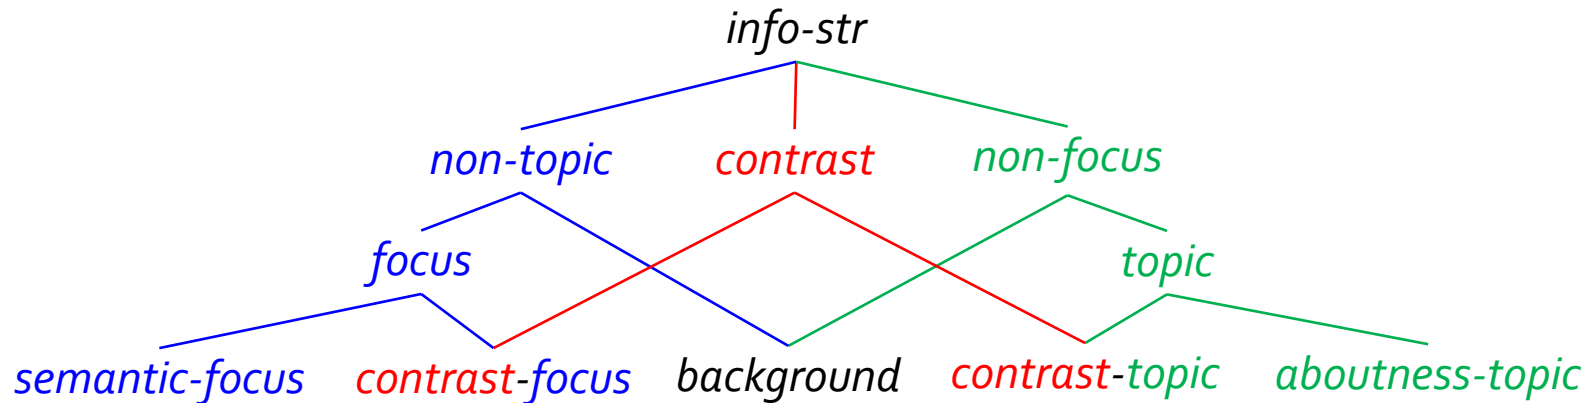 info-str
non-topic contrast non-focus
focus topic
semantic-focus contrast-focus background contrast-topic aboutness-topic